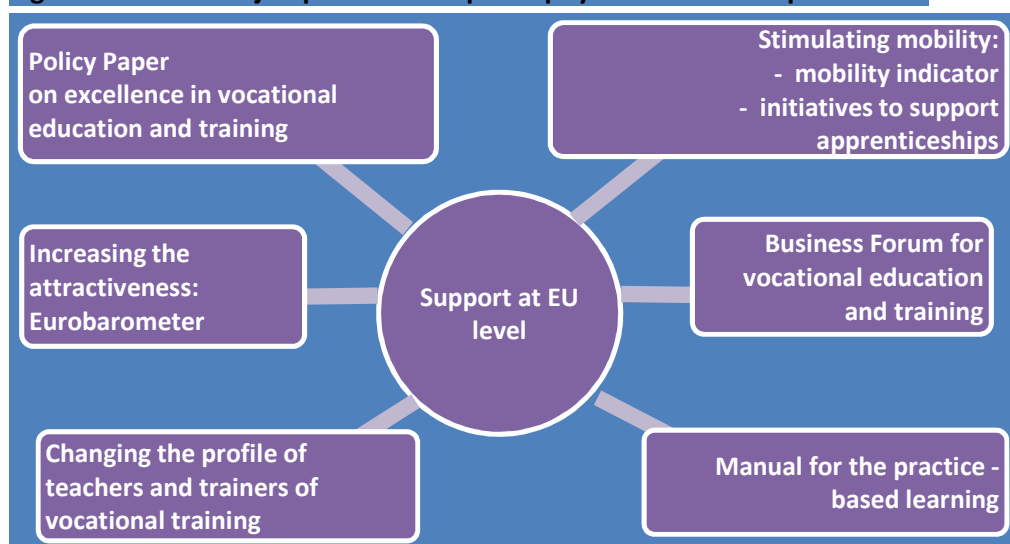 Policy Paper
on excellence in vocational
education and training
Stimulating mobility:
- mobility indicator
- initiatives to support
apprenticeships
Increasing the
attractiveness:
Eurobarometer
Support at EU
level
Business Forum for
vocational education
and training
Changing the profile of
teachers and trainers of
vocational training
Manual for the practice -
based learning